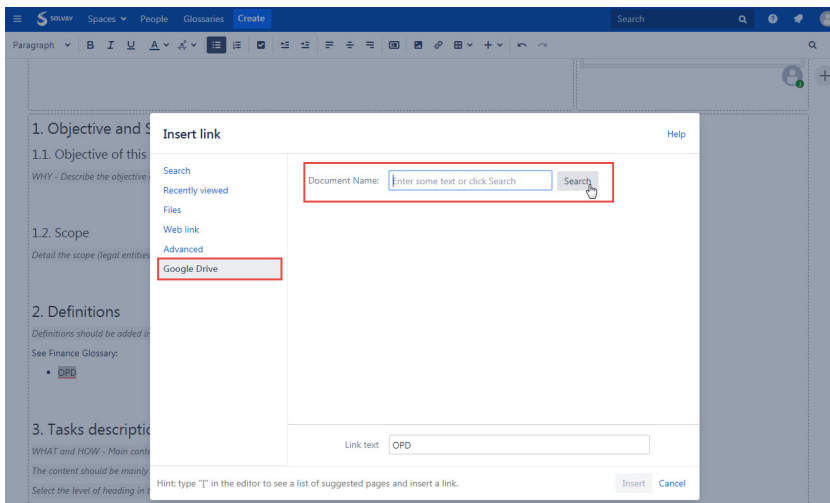 SOLVAY Spaces People Glossaries Create Search
Paragraph B I U A
1. Objective and S
1.1. Objective of this
WHY - Describe the objective
1.2. Scope
Detail the scope (legal entities
2. Definitions
Definitions should be added in
See Finance Glossary:
• OPD
3. Tasks descriptio
WHAT and HOW - Main conte
The content should be mainly
Select the level of heading in t
Insert link Help
Search
Recently viewed
Files
Web link
Advanced
Google Drive
Document Name: Enter some text or click Search Search
Link text OPD
Hint: type "[" in the editor to see a list of suggested pages and insert a link. Insert Cancel